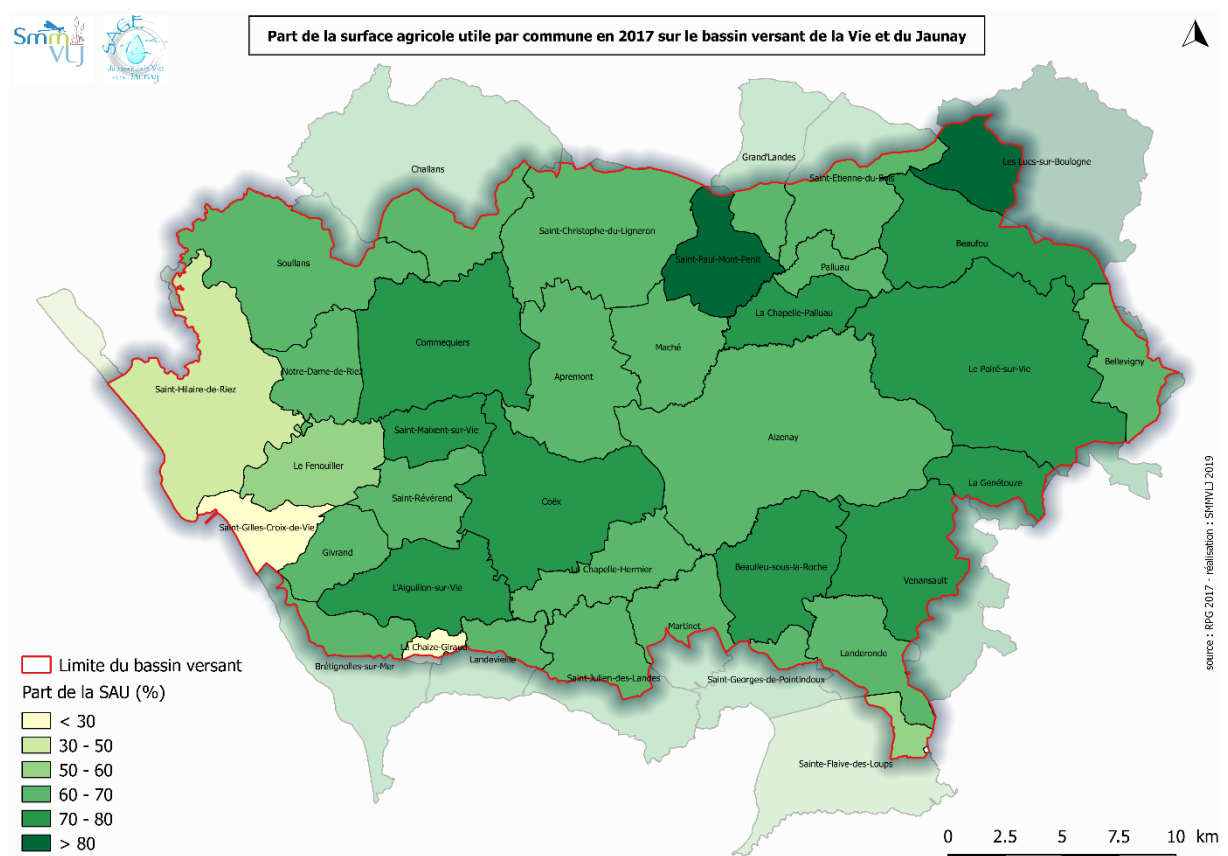 Smm
VLJ
SAGE
Part de la surface agricole utile par commune en 2017 sur le bassin versant de la Vie et du Jaunay
Les Lucs-sur-Boulogne
Grand'Landes
Challans
Saint-Etienne-du-Bois
Saint-Christophe-du-Ligneron
Beaufou
Soullans
Saint-Paul-Mont-Penit
Palluau
La Chapelle-Palluau
Commequiers
Maché
Bellevigny
Notre-Dame-de-Riez
Apremont
Le Poiré-sur-Vie
Saint-Hilaire-de-Riez
Saint-Maixent-sur-Vie
Aizenay
Le Fenouiller
La Genétouze
Saint-Révérend
Coëx
Saint-Gilles-Croix-de-Vie
Givrand
La Chapelle-Hermier
Beaulieu-sous-la-Roche
Venansault
L'Aiguillon-sur-Vie
Martinet
La Chaize-Giraud
Landeronde
Brétignolles-sur-Mer
Landevieille
Saint-Julien-des-Landes
Saint-Georges-de-Pointindoux
Sainte-Flaive-des-Loups
Limite du bassin versant
Part de la SAU (%)
< 30
30 - 50
50 - 60
60 - 70
70 - 80
> 80
0 2.5 5 7.5 10 km
source : RPG 2017 - réalisation : SMMVLJ 2019